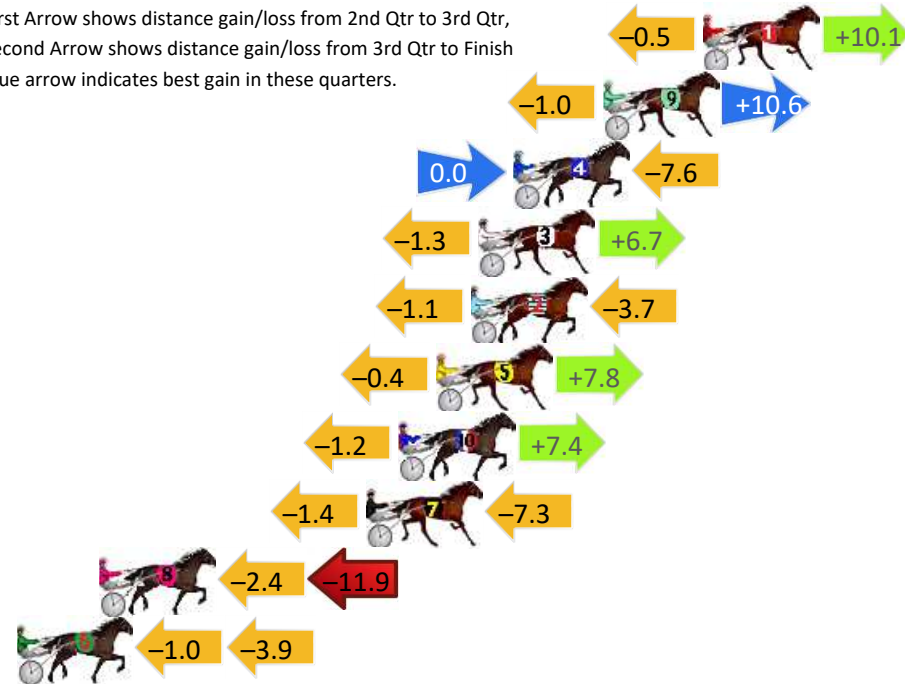 rst Arrow shows distance gain/loss from 2nd Qtr to 3rd Qtr,
econd Arrow shows distance gain/loss from 3rd Qtr to Finish
ue arrow indicates best gain in these quarters.
–0.5 1 +10.1
–1.0 9 +10.6
0.0 4 –7.6
–1.3 3 +6.7
–1.1 2 –3.7
–0.4 5 +7.8
–1.2 10 +7.4
–1.4 7 –7.3
8 –2.4 –11.9
6 –1.0 –3.9